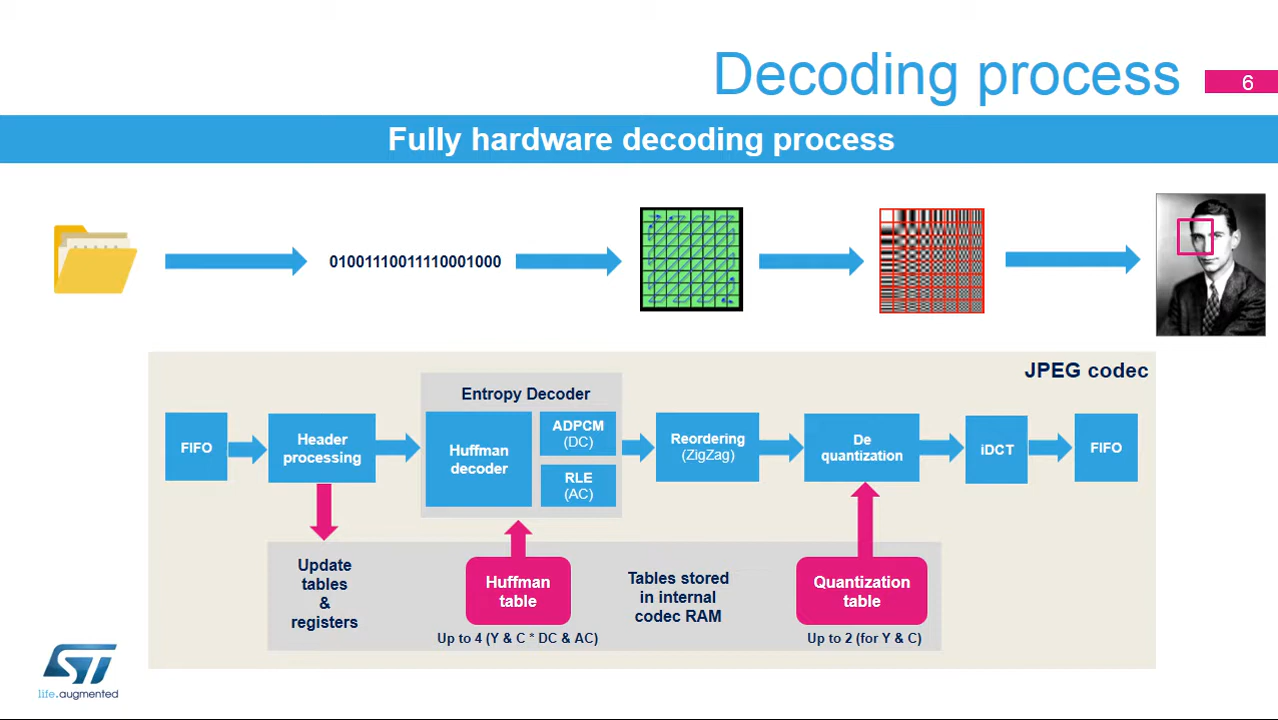 Decoding process
6
Fully hardware decoding process
01001110011110001000
JPEG codec
Entropy Decoder
FIFO
Header
processing
Huffman
decoder
ADPCM
(DC)
RLE
(AC)
Reordering
(ZigZag)
De
quantization
iDCT
FIFO
Update
tables
&
registers
Huffman
table
Up to 4 (Y & C * DC & AC)
Tables stored
in internal
codec RAM
Quantization
table
Up to 2 (for Y & C)
ST
life.augmented